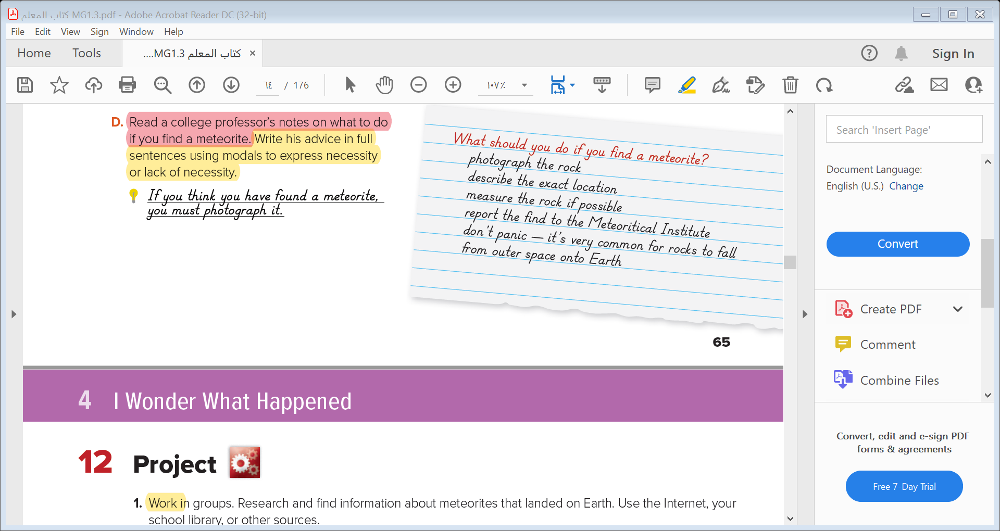 كتاب المعلم MG1.3.pdf - Adobe Acrobat Reader DC (32-bit)
File Edit View Sign Window Help
Home Tools كتاب المعلم MG1.3.... × Sign In
٦٤ / 176 ١٠٧٪
D. Read a college professor's notes on what to do
if you find a meteorite. Write his advice in full
sentences using modals to express necessity
or lack of necessity.
If you think you have found a meteorite,
you must photograph it.
What should you do if you find a meteorite?
photograph the rock
describe the exact location
measure the rock if possible
report the find to the Meteoritical Institute
don't panic — it's very common for rocks to fall
from outer space onto Earth
65
4 I Wonder What Happened
12 Project
1. Work in groups. Research and find information about meteorites that landed on Earth. Use the Internet, your
school library, or other sources.
Search 'Insert Page'
Document Language:
English (U.S.) Change
Convert
Create PDF
Comment
Combine Files
Convert, edit and e-sign PDF
forms & agreements
Free 7-Day Trial